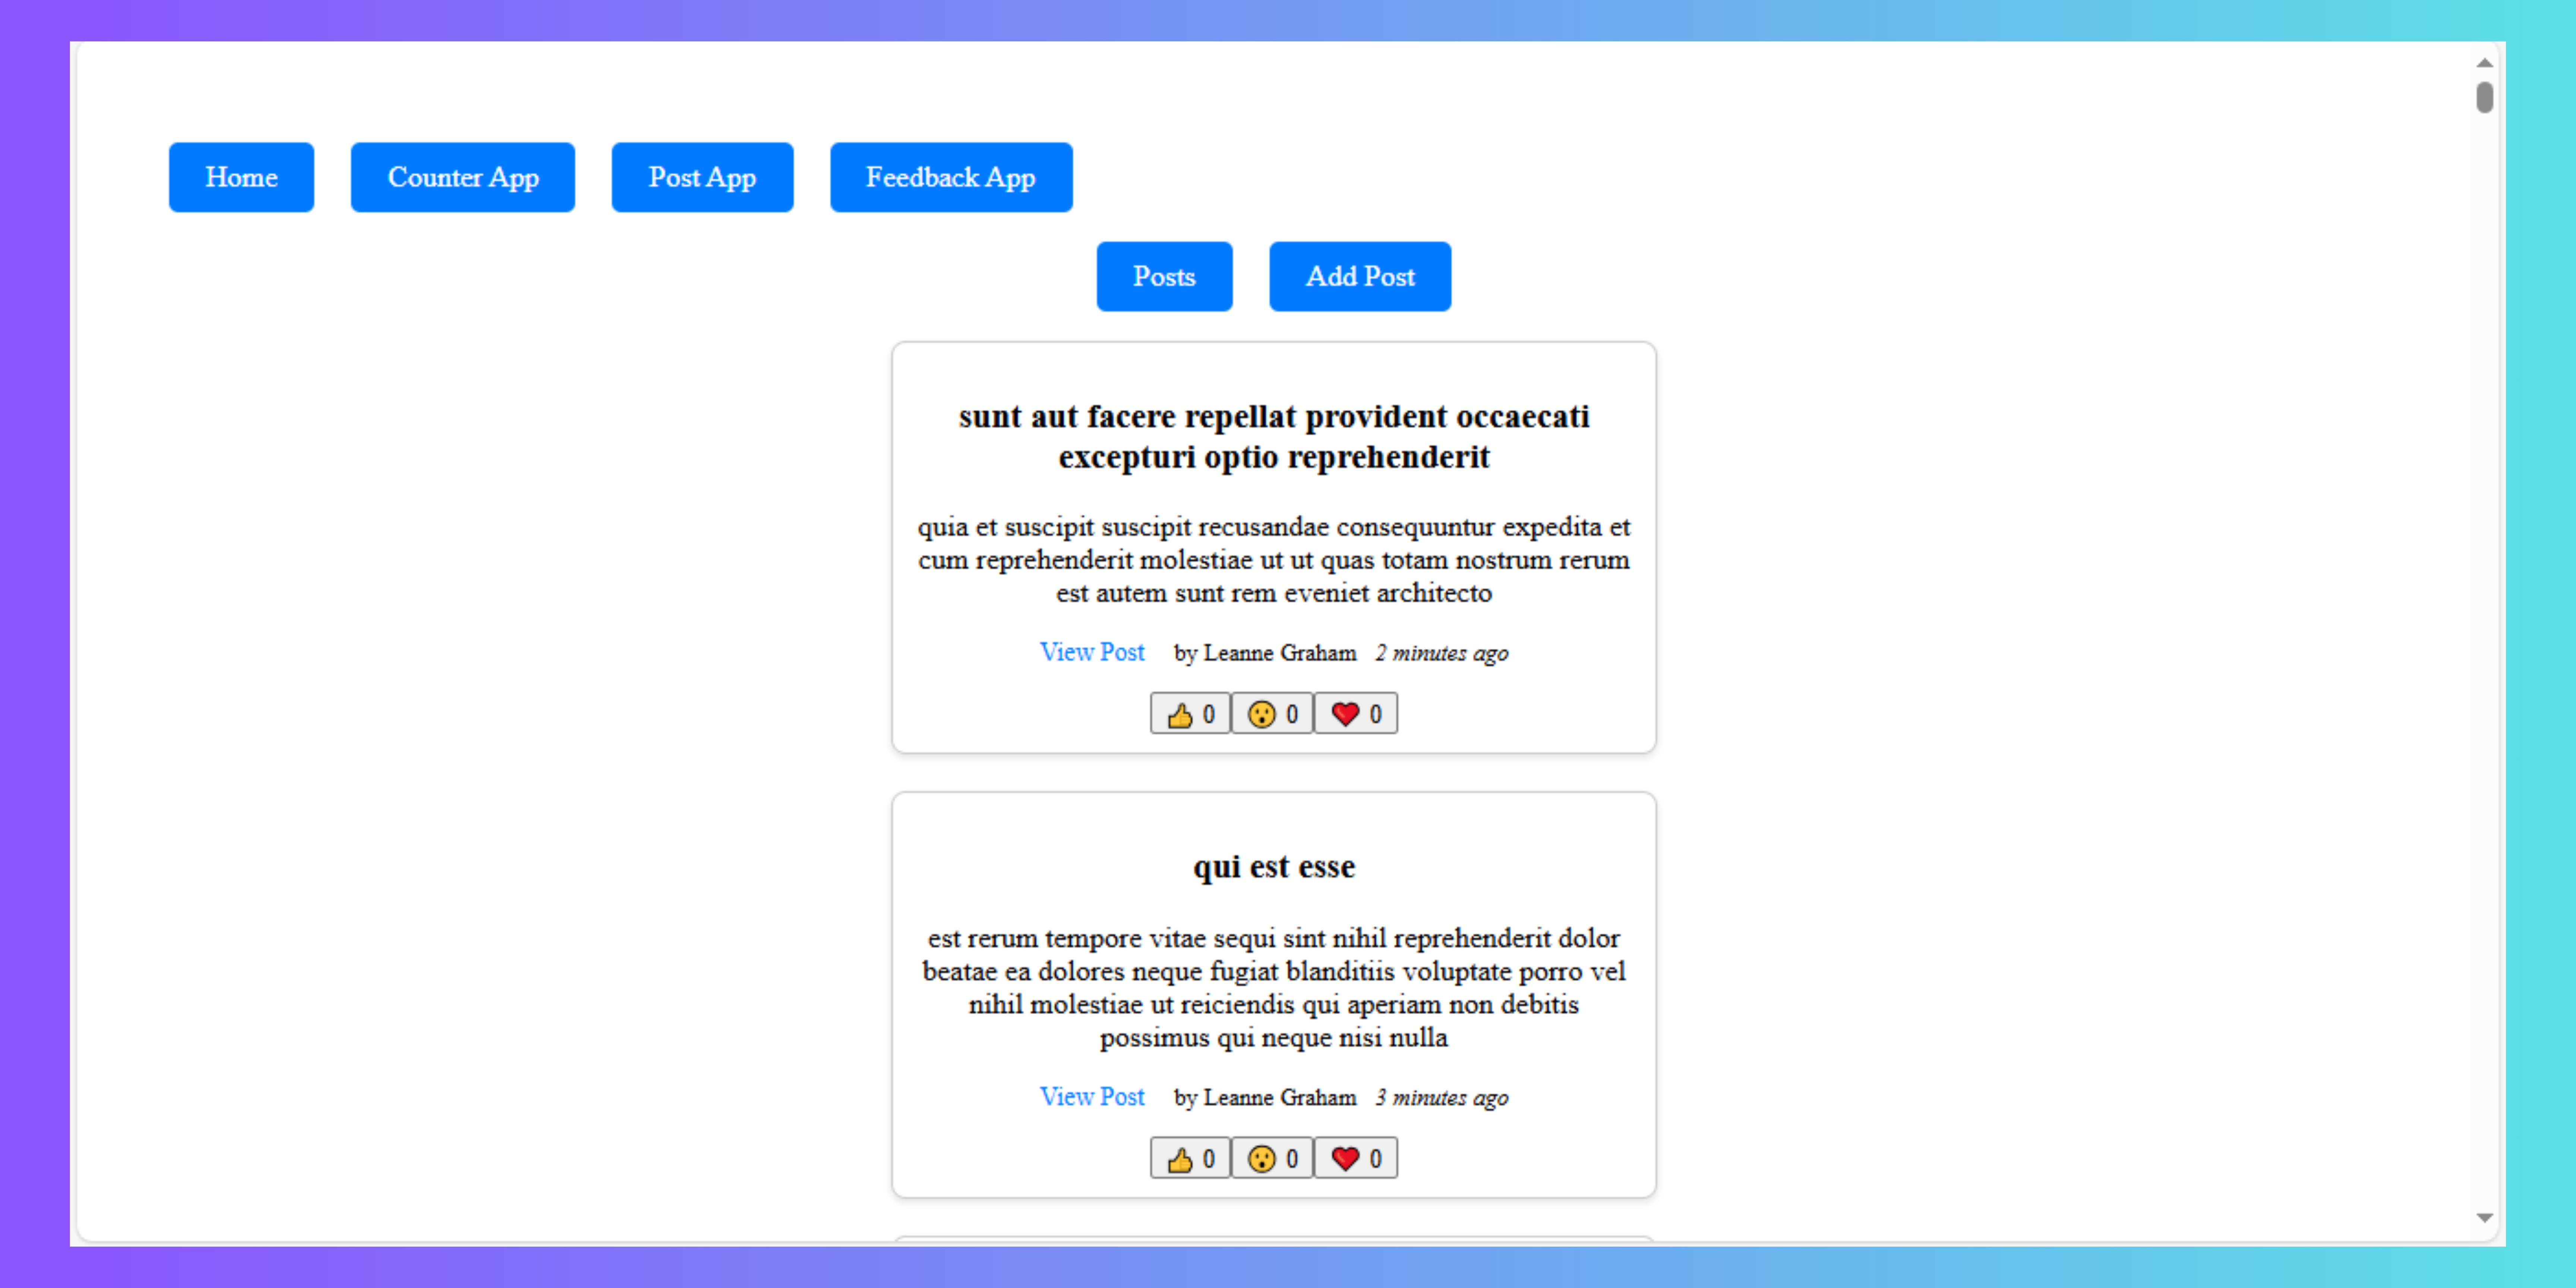 Home Counter App Post App Feedback App
Posts Add Post
sunt aut facere repellat provident occaecati
excepturi optio reprehenderit
quia et suscipit suscipit recusandae consequuntur expedita et
cum reprehenderit molestiae ut ut quas totam nostrum rerum
est autem sunt rem eveniet architecto
View Post by Leanne Graham 2 minutes ago
👍 0 😮 0 ❤️ 0
qui est esse
est rerum tempore vitae sequi sint nihil reprehenderit dolor
beatae ea dolores neque fugiat blanditiis voluptate porro vel
nihil molestiae ut reiciendis qui aperiam non debitis
possimus qui neque nisi nulla
View Post by Leanne Graham 3 minutes ago
👍 0 😮 0 ❤️ 0